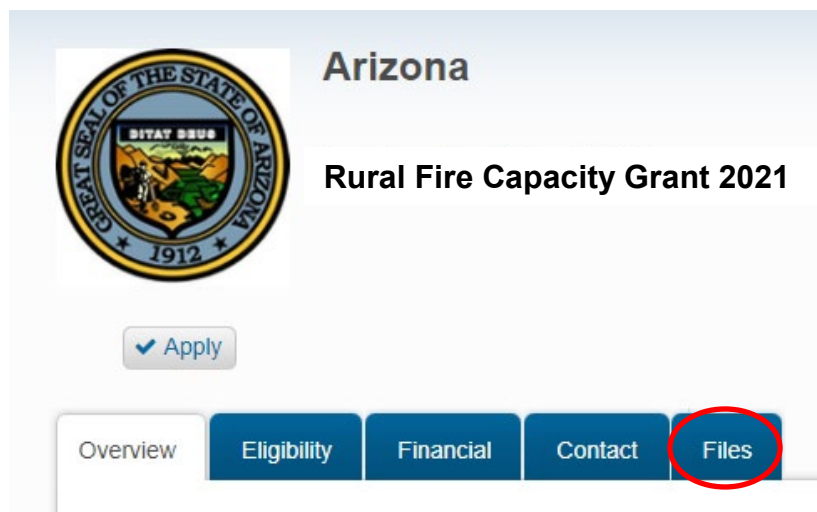 Arizona
GREAT SEAL OF THE STATE OF ARIZONA
DITAT DEUS
1912
Rural Fire Capacity Grant 2021
Apply
Overview Eligibility Financial Contact Files